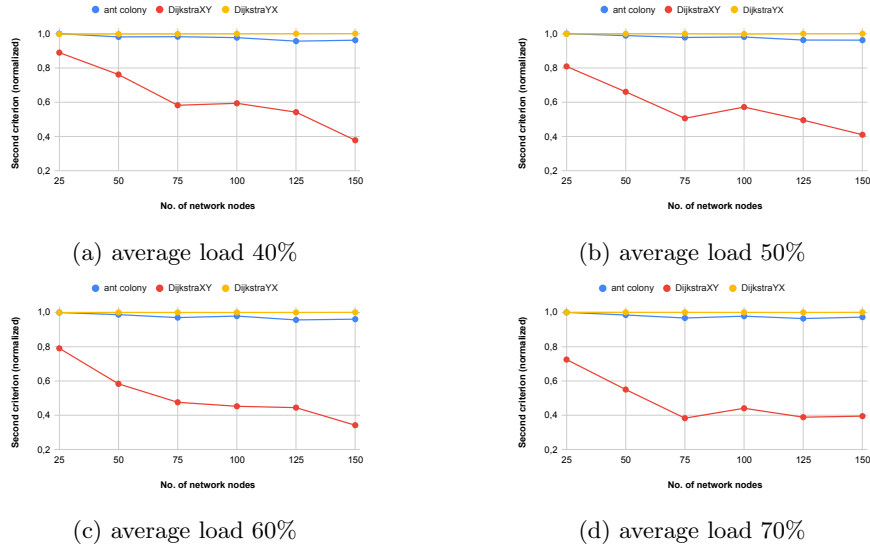 ant colony DijkstraXY DijkstraYX
Second criterion (normalized)
1,0
0,8
0,6
0,4
0,2
25 50 75 100 125 150
No. of network nodes
(a) average load 40%
ant colony DijkstraXY DijkstraYX
Second criterion (normalized)
1,0
0,8
0,6
0,4
0,2
25 50 75 100 125 150
No. of network nodes
(b) average load 50%
ant colony DijkstraXY DijkstraYX
Second criterion (normalized)
1,0
0,8
0,6
0,4
0,2
25 50 75 100 125 150
No. of network nodes
(c) average load 60%
ant colony DijkstraXY DijkstraYX
Second criterion (normalized)
1,0
0,8
0,6
0,4
0,2
25 50 75 100 125 150
No. of network nodes
(d) average load 70%